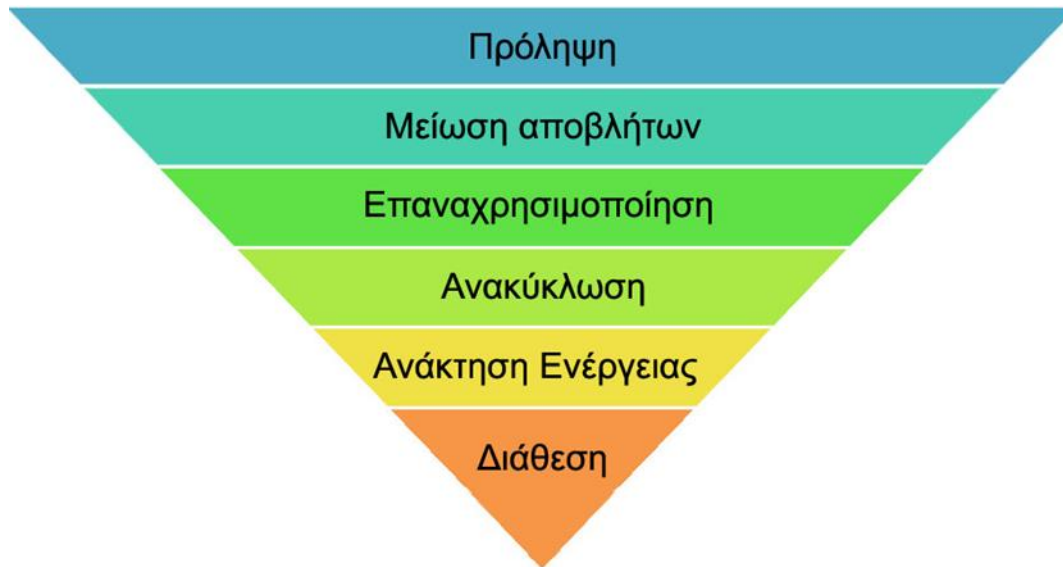 Πρόληψη
Μείωση αποβλήτων
Επαναχρησιμοποίηση
Ανακύκλωση
Ανάκτηση Ενέργειας
Διάθεση